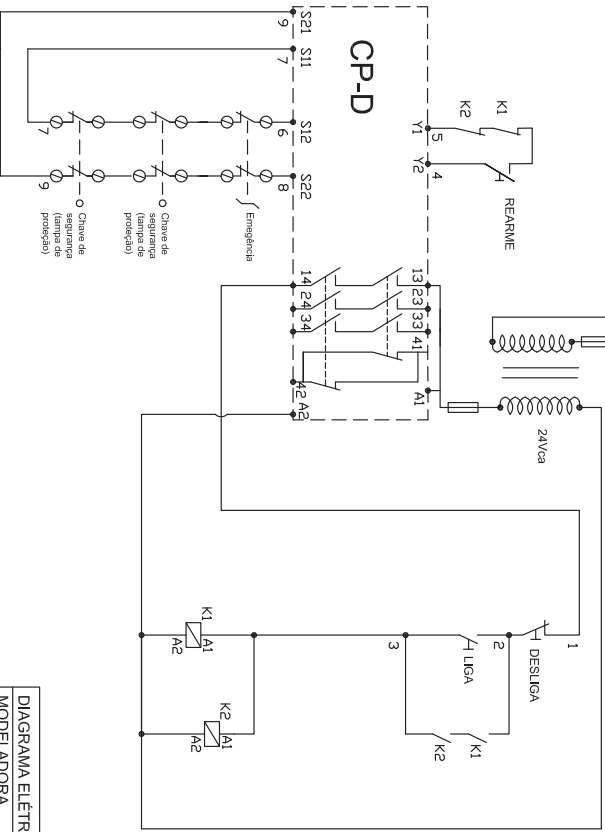 K1
K2
REARME
24Vca
Y1
5
Y2
4
13
23
33
41
A1
CP-D
S21
9
S11
7
S12
6
S22
8
14
24
34
42
A2
7
9
Emegência
Chave de
segurança
(tampa de
proteção)
Chave de
segurança
(tampa de
proteção)
1
DESLIGA
2
LIGA
3
K1
K2
K1
A1
A2
K2
A1
A2
DIAGRAMA ELÉTR
MODELADORA